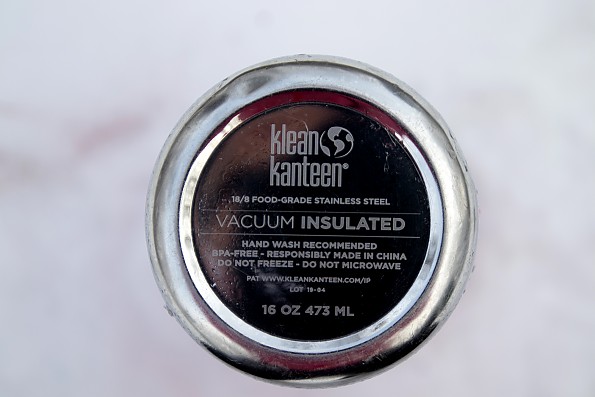 klean
kanteen®
18/8 FOOD-GRADE STAINLESS STEEL
VACUUM INSULATED
HAND WASH RECOMMENDED
BPA-FREE - RESPONSIBLY MADE IN CHINA
DO NOT FREEZE - DO NOT MICROWAVE
PAT WWW.KLEANKANTEEN.COM/IP
LOT 19-04
16 OZ 473 ML